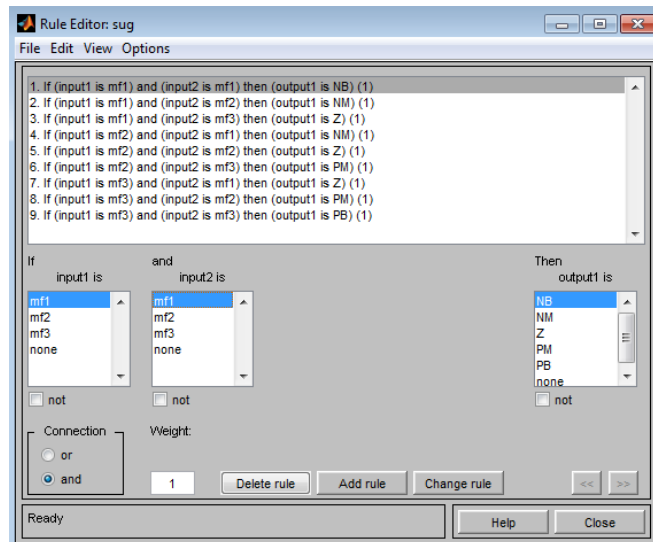 Rule Editor: sug
File Edit View Options
1. If (input1 is mf1) and (input2 is mf1) then (output1 is NB) (1)
2. If (input1 is mf1) and (input2 is mf2) then (output1 is NM) (1)
3. If (input1 is mf1) and (input2 is mf3) then (output1 is Z) (1)
4. If (input1 is mf2) and (input2 is mf1) then (output1 is NM) (1)
5. If (input1 is mf2) and (input2 is mf2) then (output1 is Z) (1)
6. If (input1 is mf2) and (input2 is mf3) then (output1 is PM) (1)
7. If (input1 is mf3) and (input2 is mf1) then (output1 is Z) (1)
8. If (input1 is mf3) and (input2 is mf2) then (output1 is PM) (1)
9. If (input1 is mf3) and (input2 is mf3) then (output1 is PB) (1)
If
input1 is
mf1
mf2
mf3
none
not
and
input2 is
mf1
mf2
mf3
none
not
Then
output1 is
NB
NM
Z
PM
PB
none
not
Connection
or
and
Weight:
1
Delete rule
Add rule
Change rule
<<
>>
Ready
Help
Close